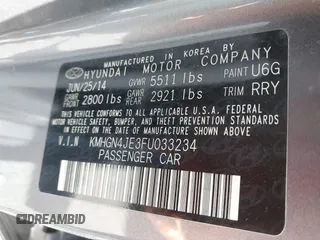 MANUFACTURED IN KOREA BY
HYUNDAI MOTOR COMPANY
JUN/25/14 GVWR 5511 lbs PAINT U6G
GAWR FRONT 2800 lbs GAWR REAR 2921 lbs TRIM RRY
THIS VEHICLE CONFORMS TO ALL APPLICABLE
U.S. FEDERAL MOTOR VEHICLE SAFETY, BUMPER,
AND THEFT PREVENTION STANDARDS IN EFFECT
ON THE DATE OF MANUFACTURE SHOWN ABOVE.
V.I.N KMHGN4JE3FU033234
PASSENGER CAR
DREAMBID